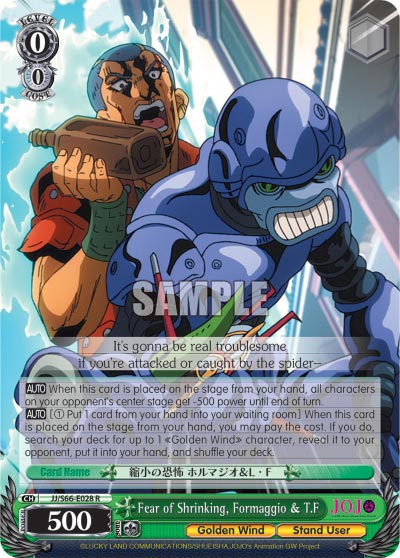 LEVEL
0
0
COST
SAMPLE
It's gonna be real troublesome
if you're attacked or caught by the spider--
AUTO When this card is placed on the stage from your hand, all characters
on your opponent's center stage get -500 power until end of turn.
AUTO [① Put 1 card from your hand into your waiting room] When this card
is placed on the stage from your hand, you may pay the cost. If you do,
search your deck for up to 1 «Golden Wind» character, reveal it to your
opponent, put it into your hand, and shuffle your deck.
Card Name 縮小の恐怖 ホルマジオ&L・F
CH JJ/S66-E028 R
Fear of Shrinking, Formaggio & T.F
JOJO
POWER 500 SOUL
Golden Wind Stand User
©LUCKY LAND COMMUNICATIONS/SHUEISHA,JOJO's Animation GW Project